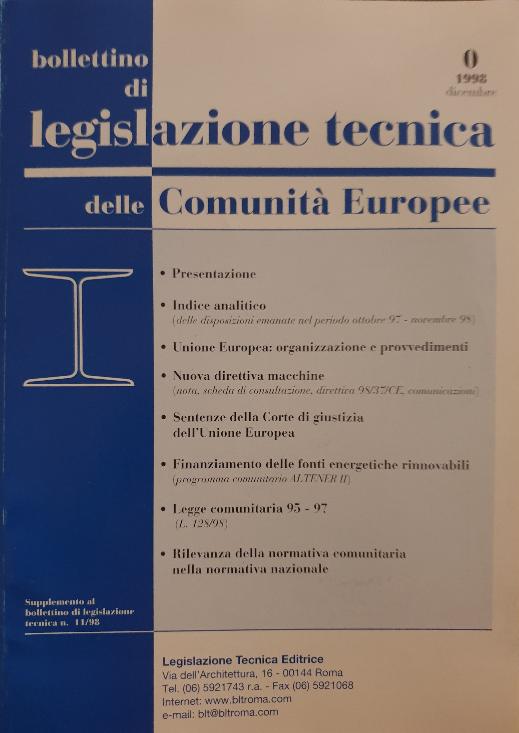 bollettino
di
legislazione tecnica
delle Comunità Europee
0
1998
dicembre
• Presentazione
• Indice analitico
(delle disposizioni emanate nel periodo ottobre 97 - novembre 98)
• Unione Europea: organizzazione e provvedimenti
• Nuova direttiva macchine
(nota, scheda di consultazione, direttiva 98/37/CE, comunicazioni)
• Sentenze della Corte di giustizia
dell'Unione Europea
• Finanziamento delle fonti energetiche rinnovabili
(programma comunitario ALTENER II)
• Legge comunitaria 95 - 97
(L. 128/98)
• Rilevanza della normativa comunitaria
nella normativa nazionale
Supplemento al
bollettino di legislazione
tecnica n. 11/98
Legislazione Tecnica Editrice
Via dell'Architettura, 16 - 00144 Roma
Tel. (06) 5921743 r.a. - Fax (06) 5921068
Internet: www.bltroma.com
e-mail: blt@bltroma.com